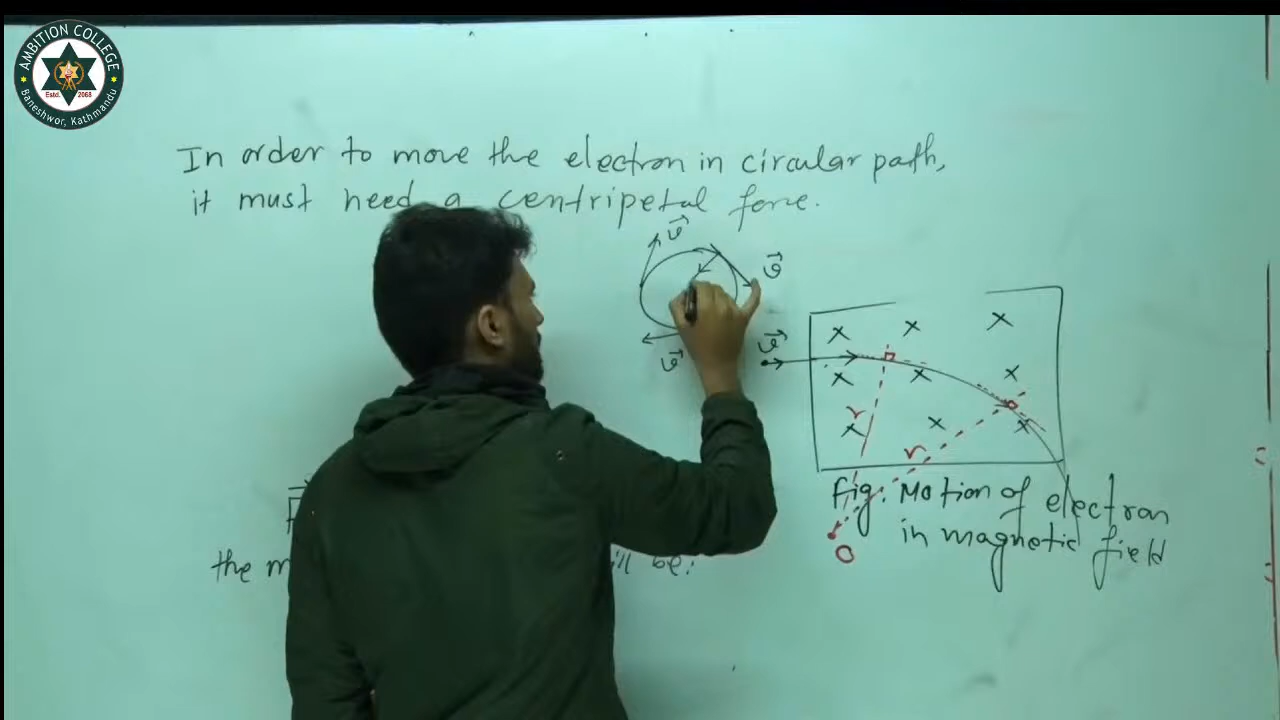 AMBITION COLLEGE
Estd. 2068
Baneshwor, Kathmandu
In order to move the electron in circular path,
it must need a centripetal force.
v
v
v
v
r
r
O
Fig: Motion of electron
in magnetic field
the
be: